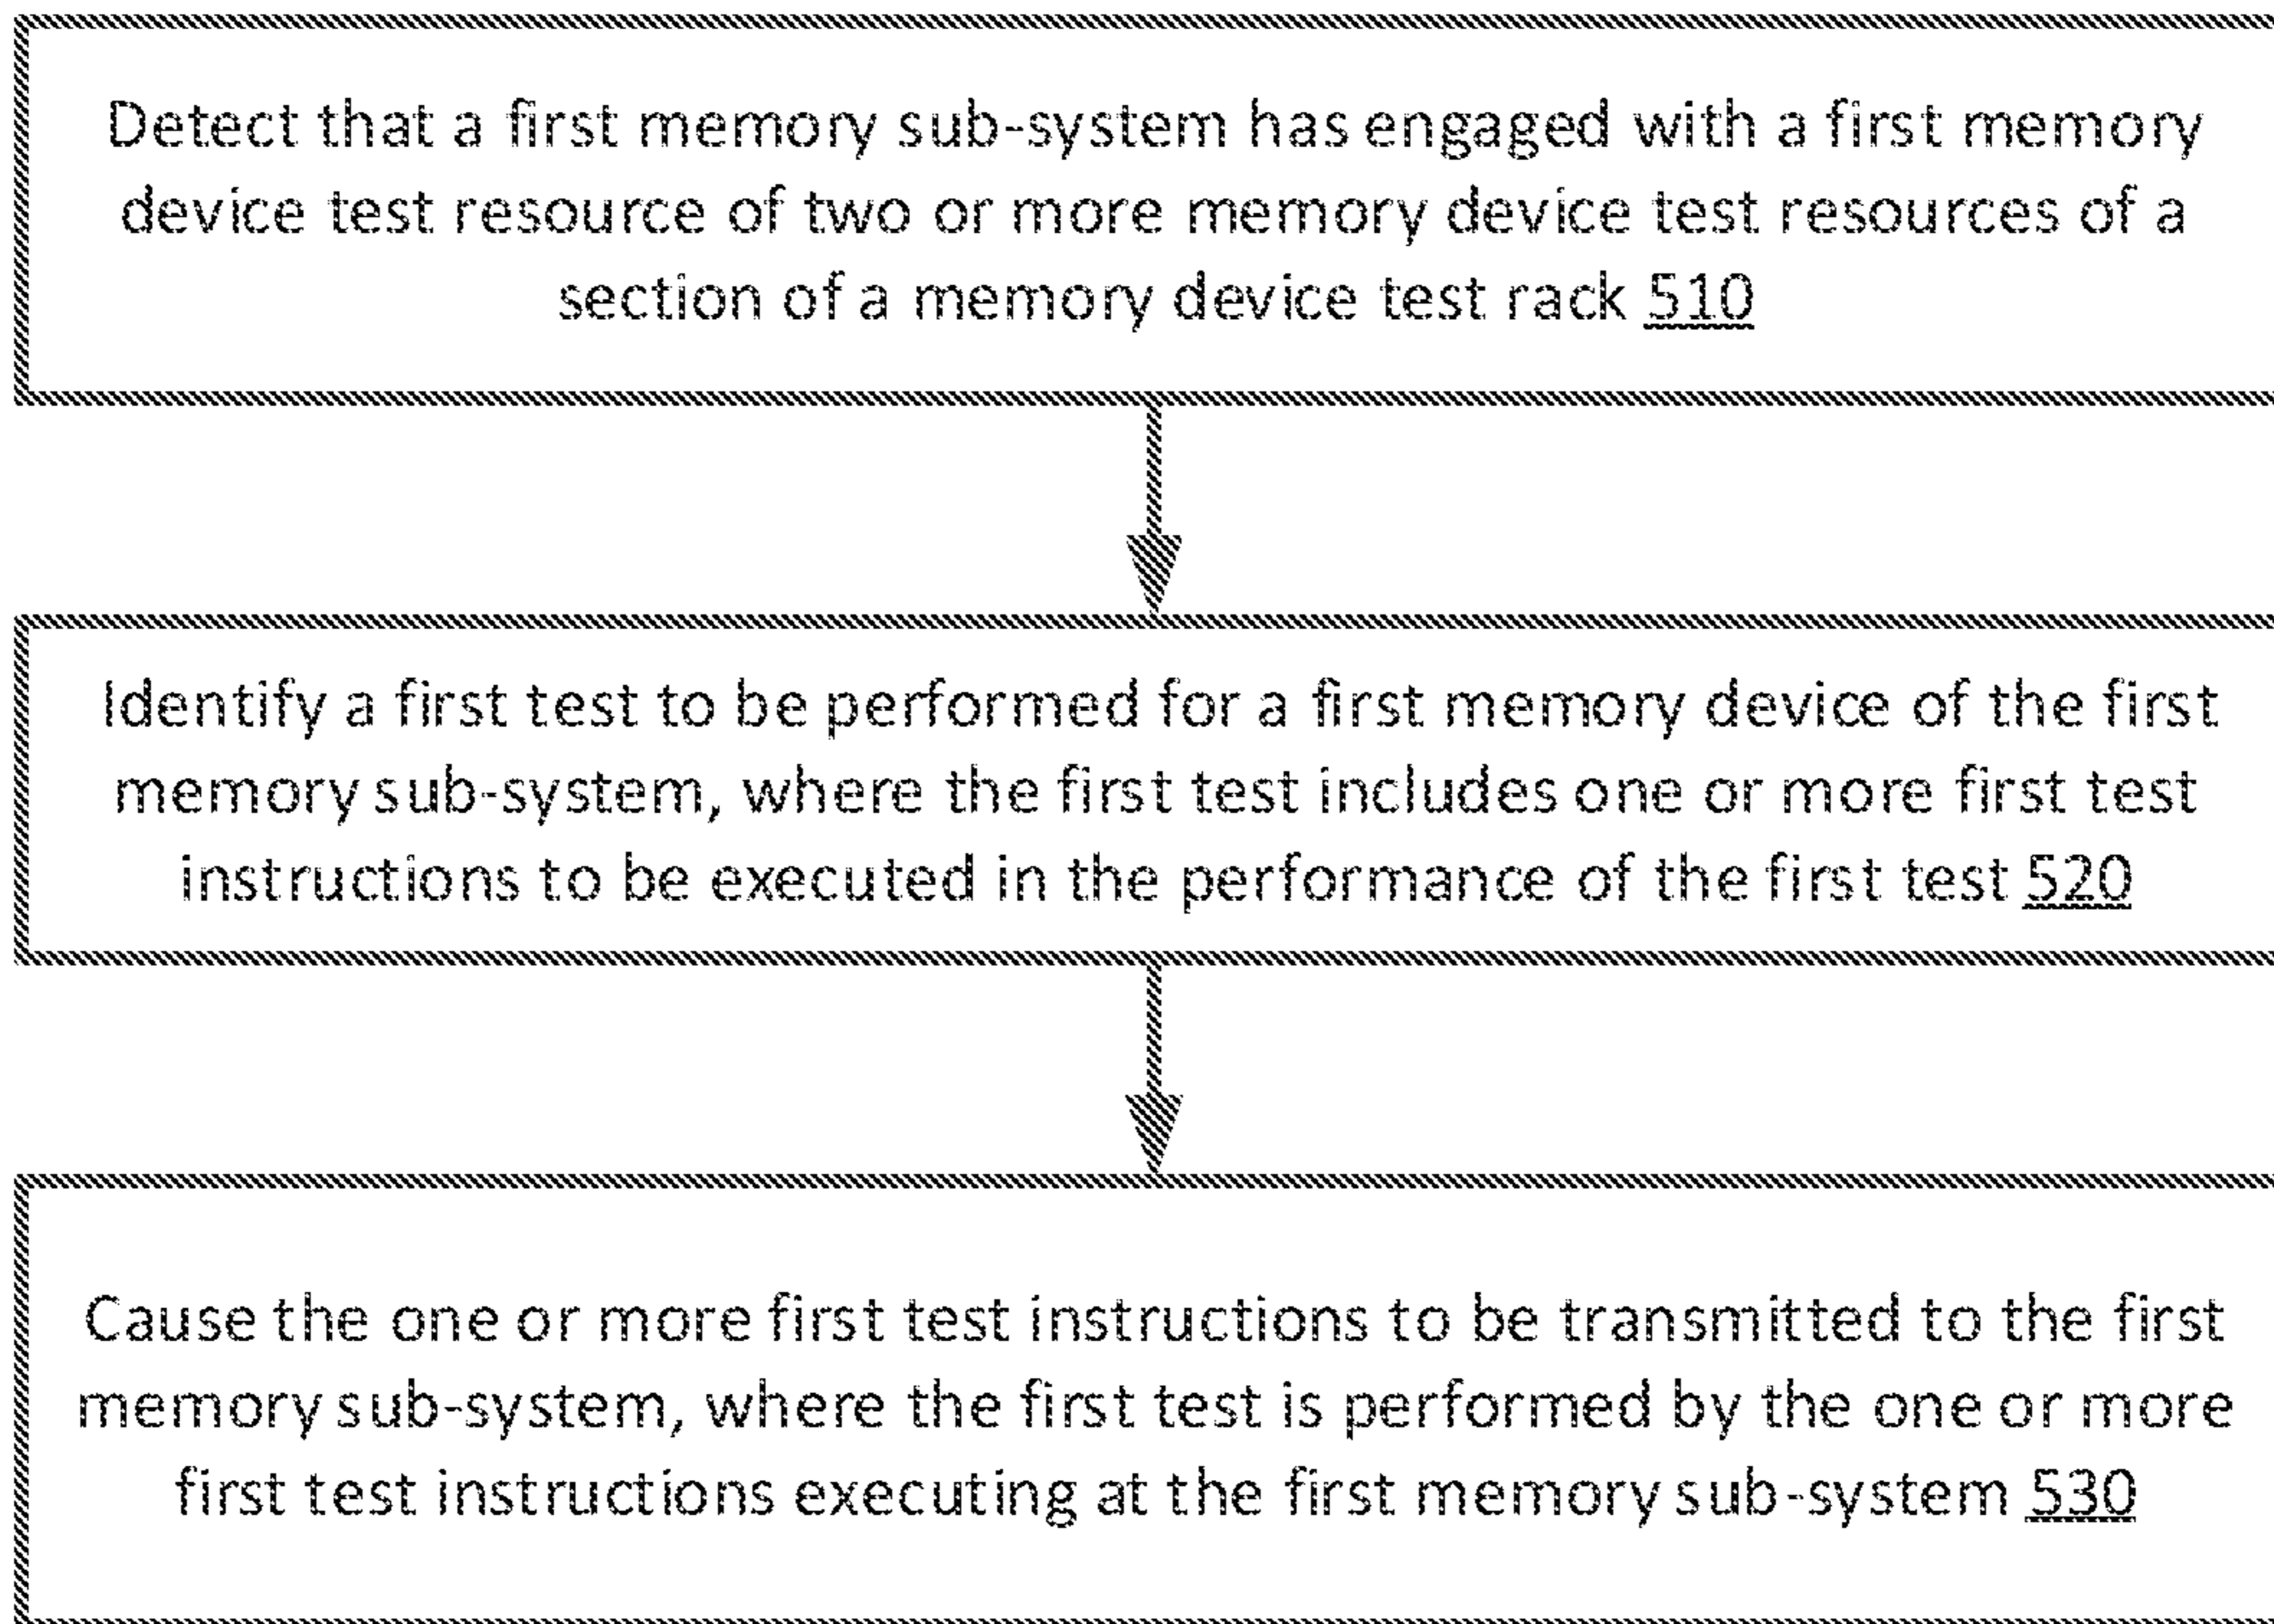 Detect that a first memory sub-system has engaged with a first memory
device test resource of two or more memory device test resources of a
section of a memory device test rack 510
Identify a first test to be performed for a first memory device of the first
memory sub-system, where the first test includes one or more first test
instructions to be executed in the performance of the first test 520
Cause the one or more first test instructions to be transmitted to the first
memory sub-system, where the first test is performed by the one or more
first test instructions executing at the first memory sub-system 530